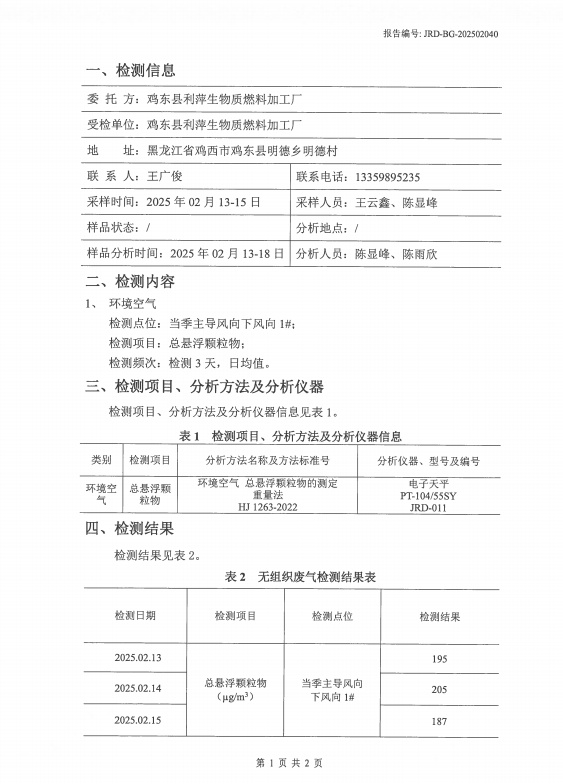 报告编号: JRD-BG-202502040
一、检测信息
委 托 方：鸡东县利萍生物质燃料加工厂
受检单位：鸡东县利萍生物质燃料加工厂
地 址：黑龙江省鸡西市鸡东县明德乡明德村
联 系 人：王广俊 联系电话：13359895235
采样时间：2025 年 02 月 13-15 日 采样人员：王云鑫、陈显峰
样品状态：/ 分析地点：/
样品分析时间：2025 年 02 月 13-18 日 分析人员：陈显峰、陈雨欣
二、检测内容
1、 环境空气
检测点位：当季主导风向下风向 1#;
检测项目：总悬浮颗粒物;
检测频次：检测 3 天，日均值。
三、检测项目、分析方法及分析仪器
检测项目、分析方法及分析仪器信息见表 1。
表 1 检测项目、分析方法及分析仪器信息
类别 检测项目 分析方法名称及方法标准号 分析仪器、型号及编号
环境空气 总悬浮颗粒物 环境空气 总悬浮颗粒物的测定 重量法 HJ 1263-2022 电子天平 PT-104/55SY JRD-011
四、检测结果
检测结果见表 2。
表 2 无组织废气检测结果表
检测日期 检测项目 检测点位 检测结果
2025.02.13 总悬浮颗粒物（μg/m³） 当季主导风向下风向 1# 195
2025.02.14 205
2025.02.15 187
第 1 页 共 2 页